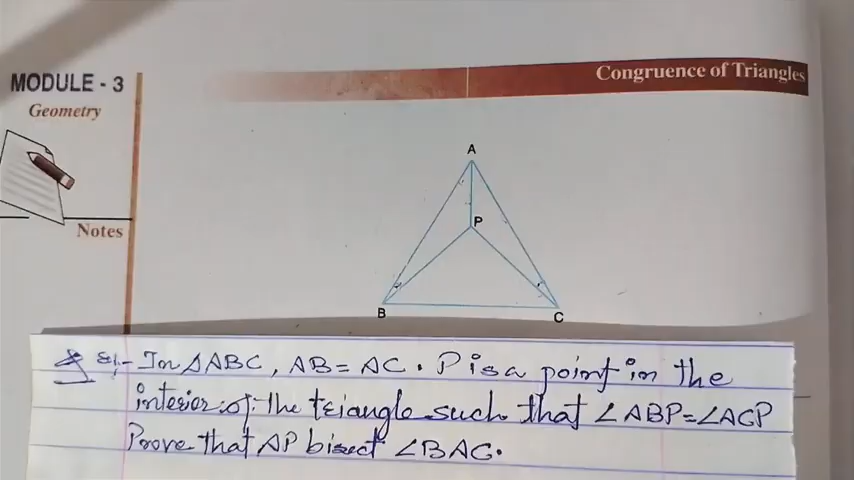 MODULE - 3
Geometry
Congruence of Triangles
Notes
A
P
B
C
In ΔABC, AB = AC. P is a point in the
interior of the triangle such that ∠ABP=∠ACP
Prove that AP bisect ∠BAC.